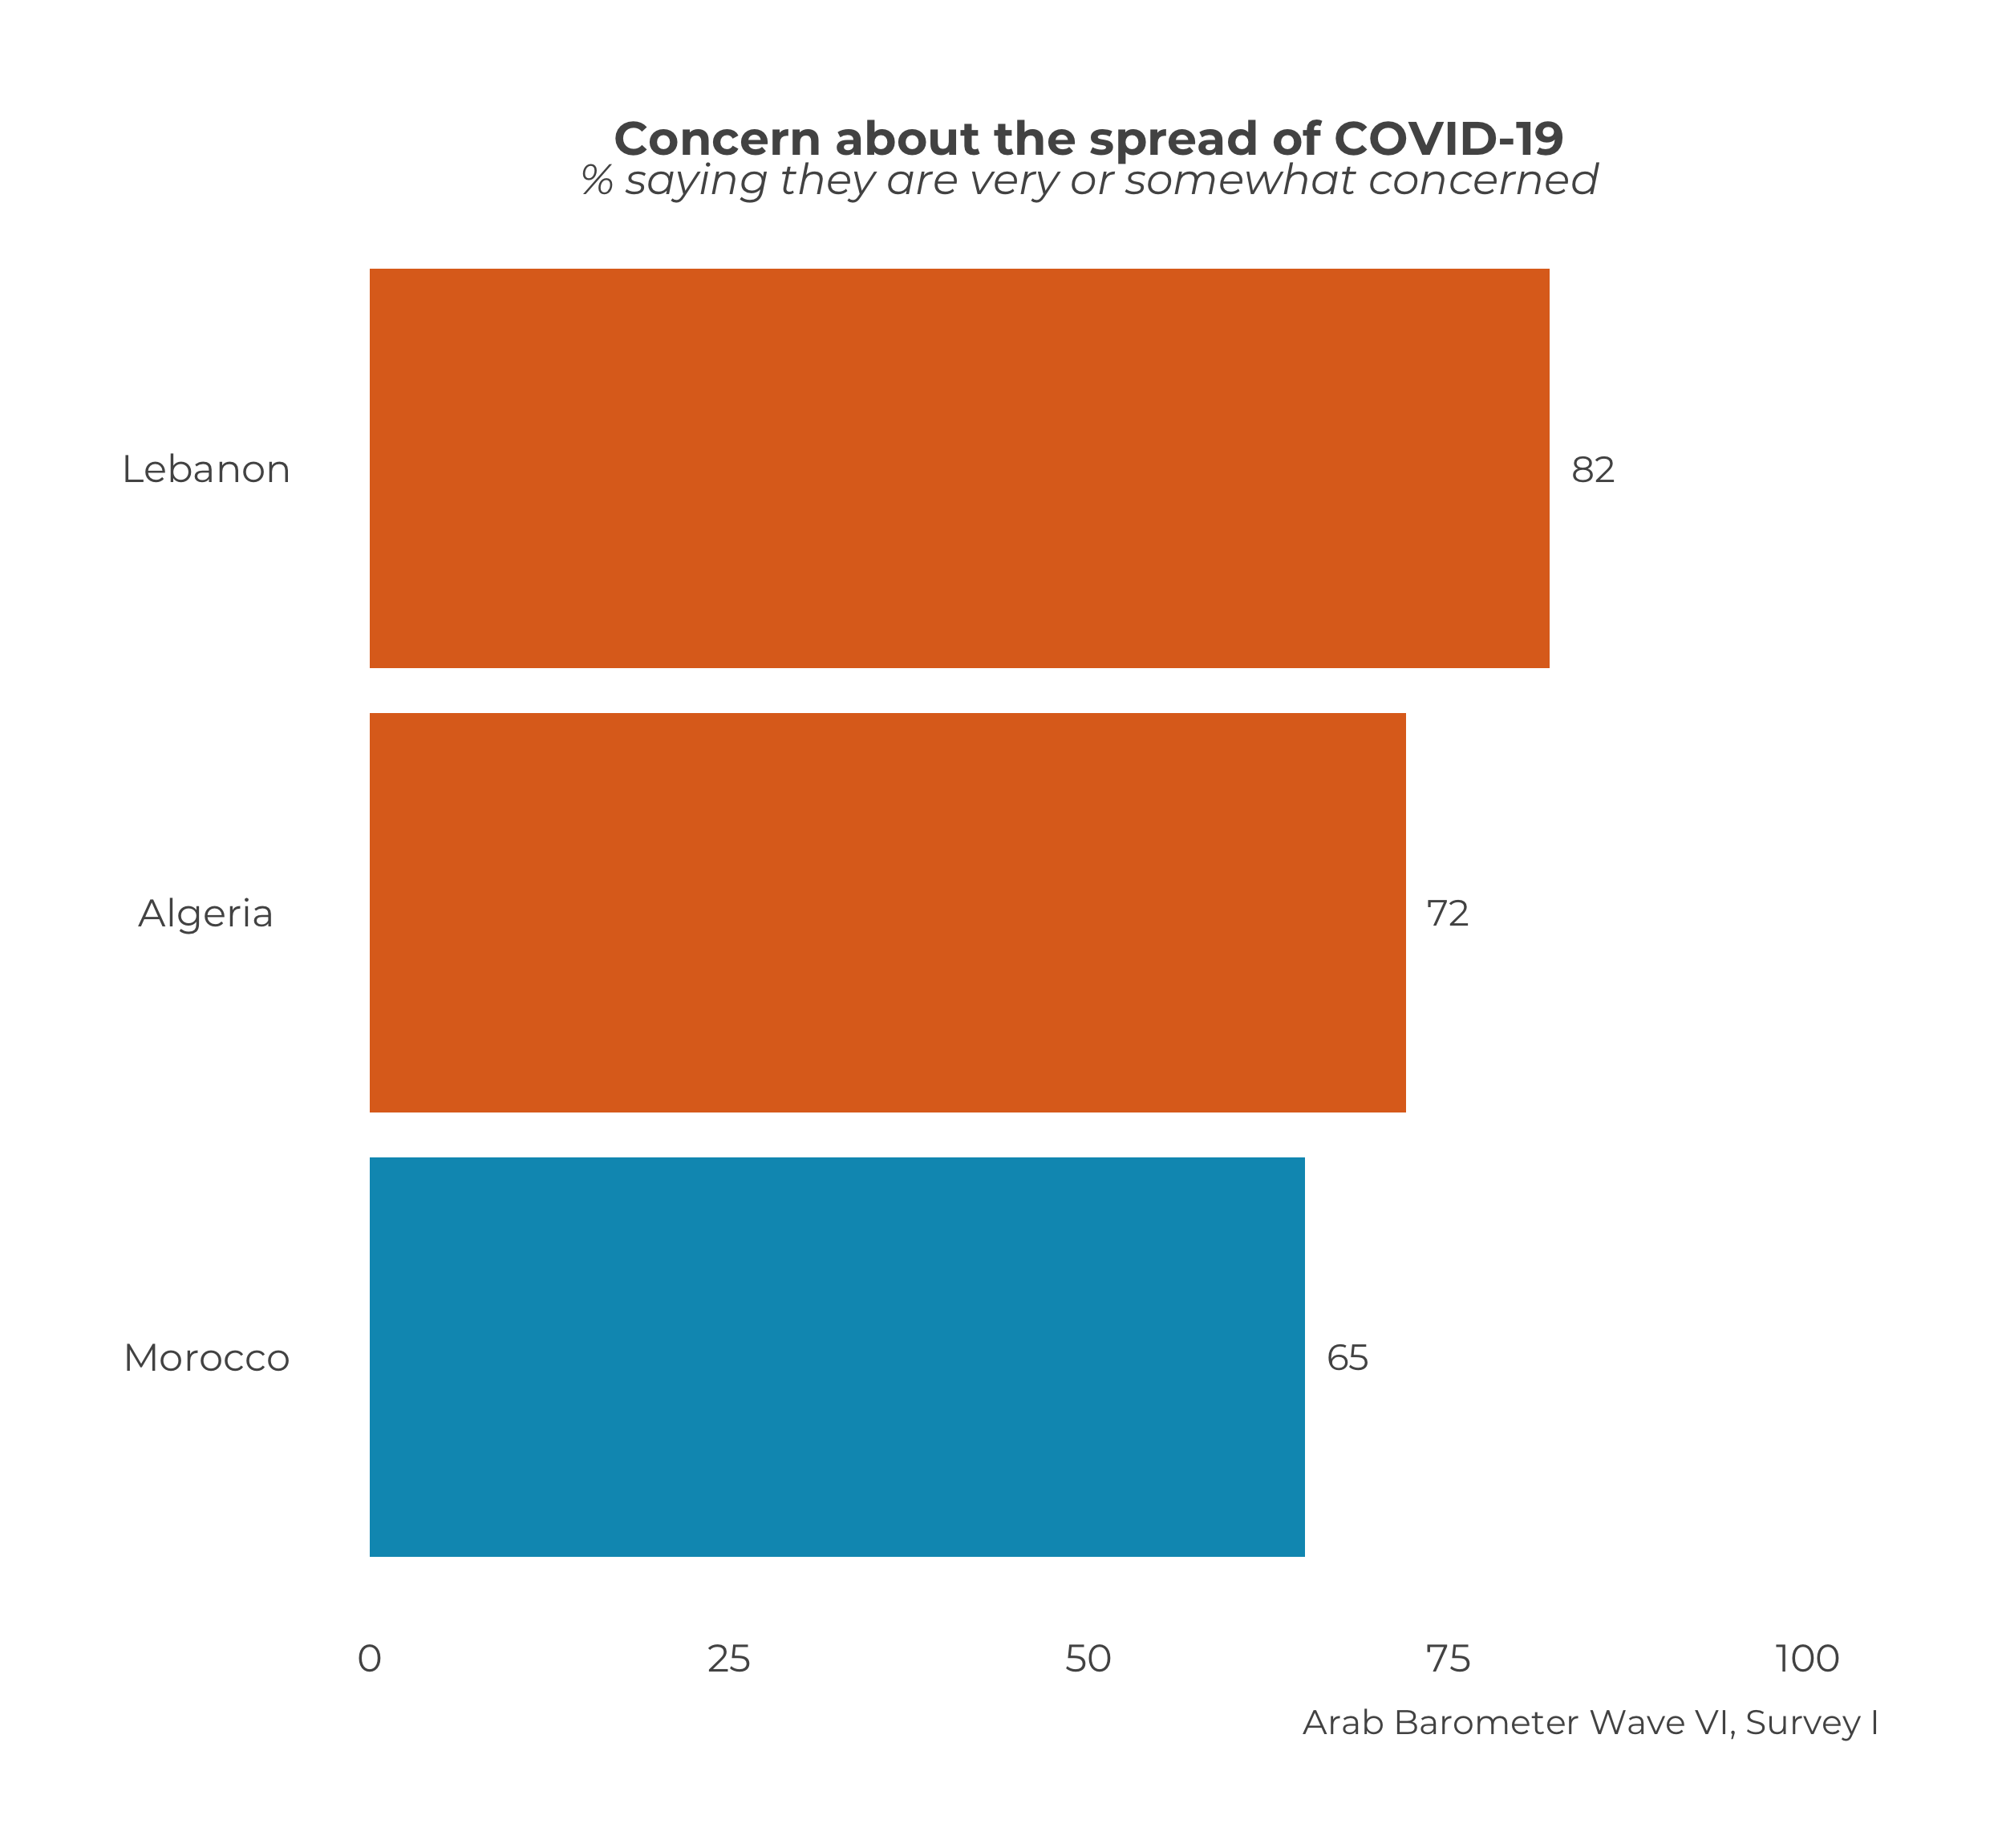 Concern about the spread of COVID-19
% saying they are very or somewhat concerned
Lebanon 82
Algeria 72
Morocco 65
0 25 50 75 100
Arab Barometer Wave VI, Survey I